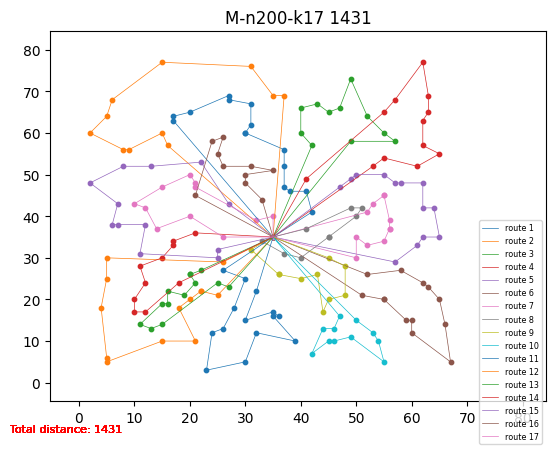 M-n200-k17 1431
80
70
60
50
40
30
20
10
0
0
10
20
30
40
50
60
70
80
route 1
route 2
route 3
route 4
route 5
route 6
route 7
route 8
route 9
route 10
route 11
route 12
route 13
route 14
route 15
route 16
route 17
Total distance: 1431